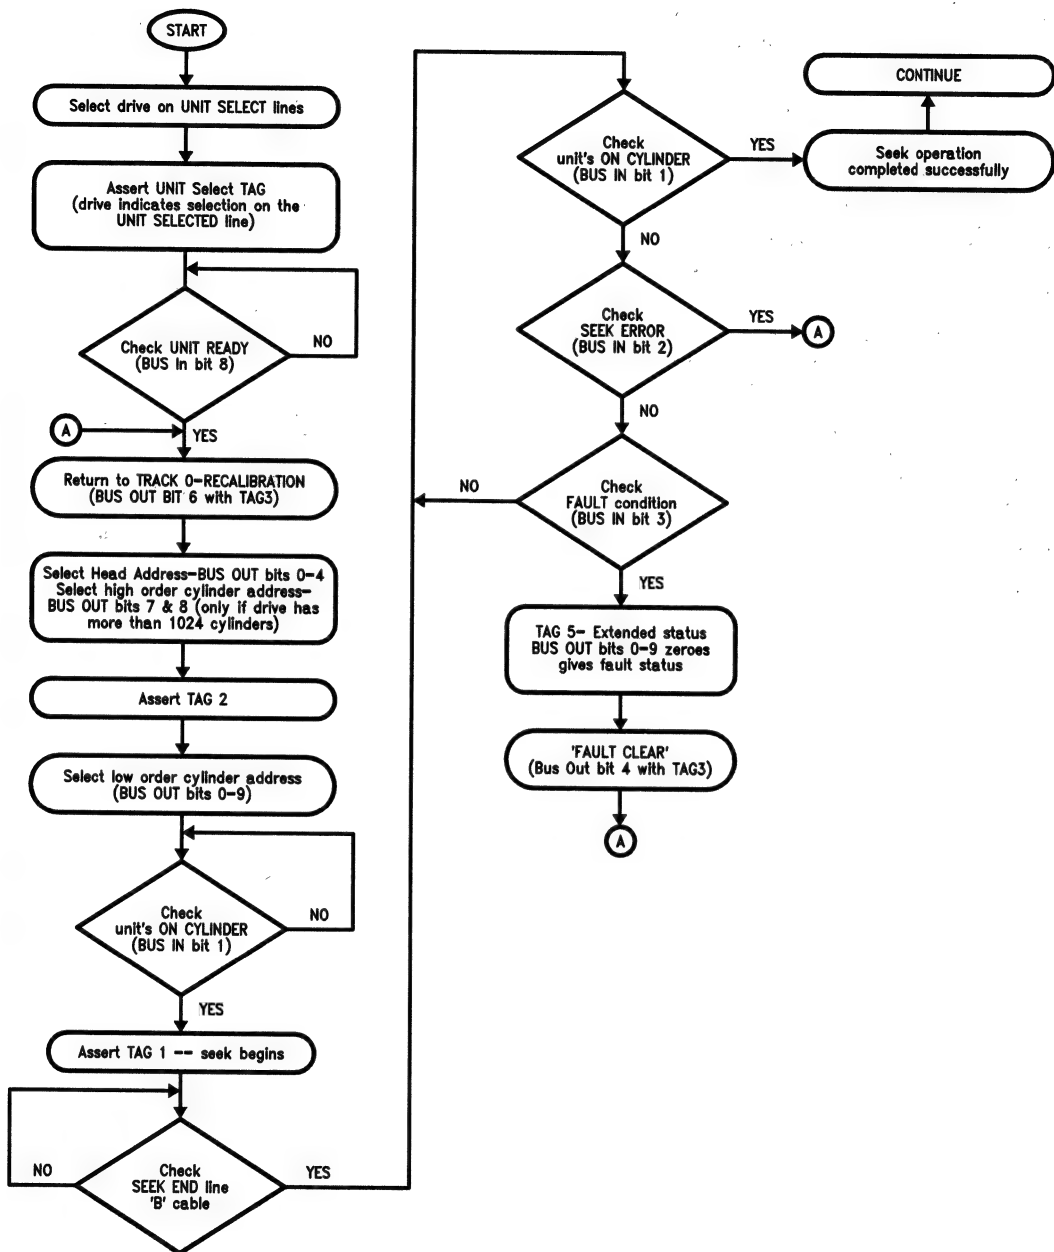 START
Select drive on UNIT SELECT lines
Assert UNIT Select TAG
(drive indicates selection on the
UNIT SELECTED line)
Check UNIT READY
(BUS In bit 8)
NO
A
YES
Return to TRACK 0-RECALIBRATION
(BUS OUT BIT 6 with TAG3)
Select Head Address-BUS OUT bits 0-4
Select high order cylinder address-
BUS OUT bits 7 & 8 (only if drive has
more than 1024 cylinders)
Assert TAG 2
Select low order cylinder address
(BUS OUT bits 0-9)
Check
unit's ON CYLINDER
(BUS IN bit 1)
NO
YES
Assert TAG 1 -- seek begins
Check
SEEK END line
'B' cable
NO
YES
Check
unit's ON CYLINDER
(BUS IN bit 1)
YES
Seek operation
completed successfully
CONTINUE
NO
Check
SEEK ERROR
(BUS IN bit 2)
YES
A
NO
Check
FAULT condition
(BUS IN bit 3)
NO
YES
TAG 5- Extended status
BUS OUT bits 0-9 zeroes
gives fault status
'FAULT CLEAR'
(Bus Out bit 4 with TAG3)
A